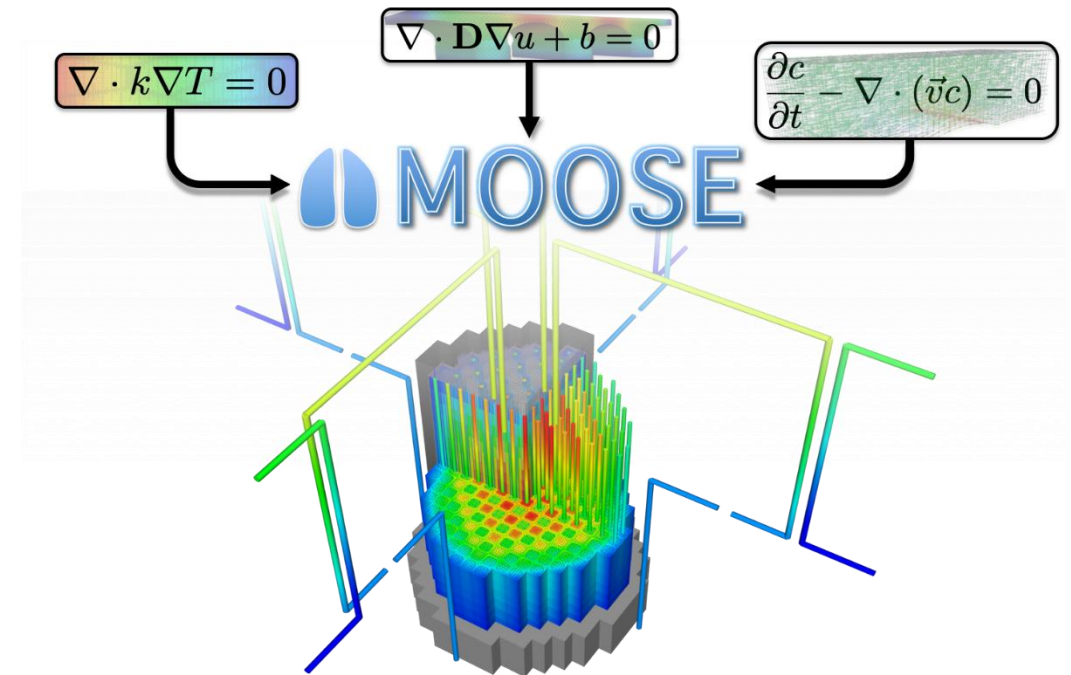 ∇ · k∇T = 0
∇ · D∇u + b = 0
∂c/∂t − ∇ · (v⃗c) = 0
MOOSE